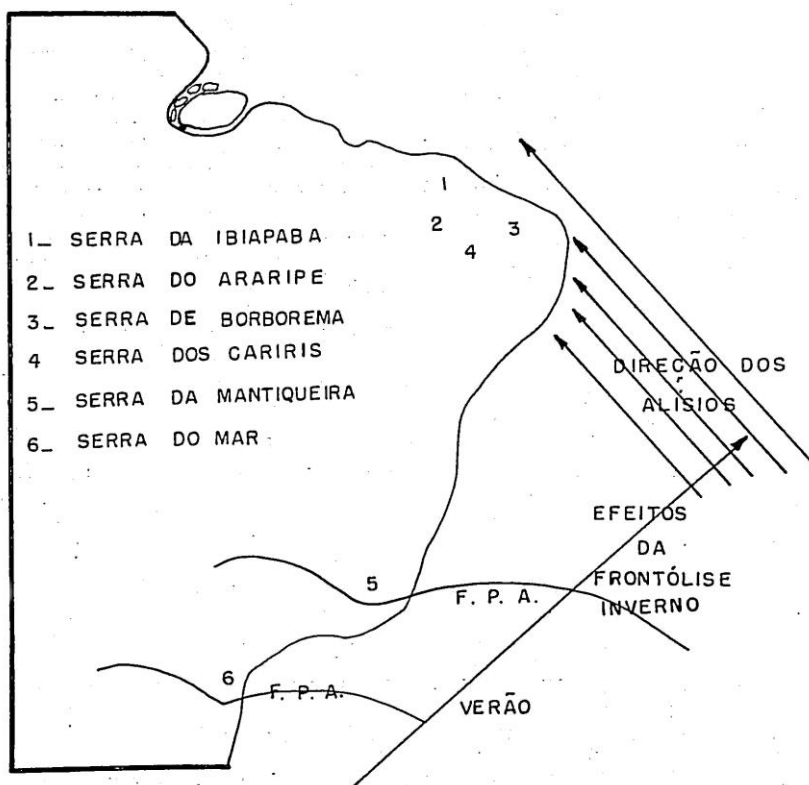 1
2
3
4
1_ SERRA DA IBIAPABA
2_ SERRA DO ARARIPE
3_ SERRA DE BORBOREMA
4 SERRA DOS CARIRIS
5_ SERRA DA MANTIQUEIRA
6_ SERRA DO MAR
DIREÇÃO DOS
ALÍSIOS
EFEITOS
DA
FRONTÓLISE
INVERNO
5
F. P. A.
6
F. P. A.
VERÃO